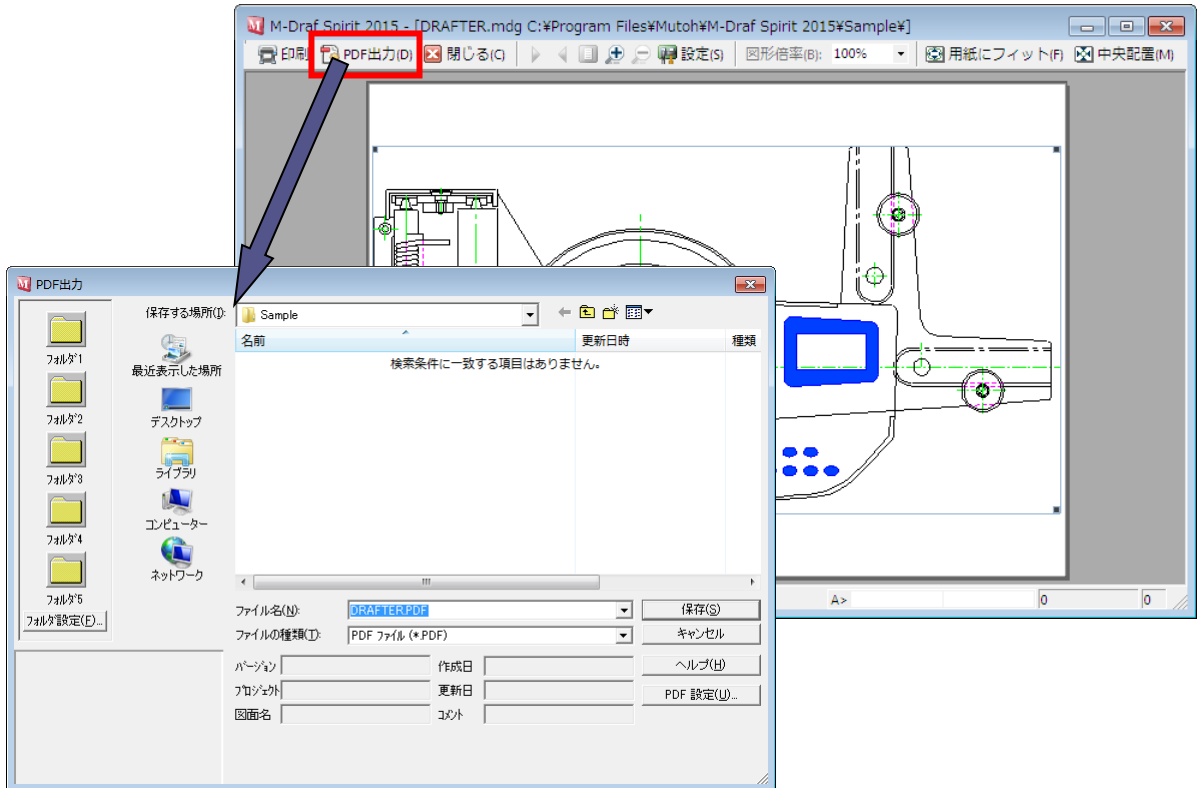 M-Draf Spirit 2015 - [DRAFTER.mdg C:¥Program Files¥Mutoh¥M-Draf Spirit 2015¥Sample¥]
印刷 PDF出力(D) 閉じる(C) 設定(S) 図形倍率(B): 100% 用紙にフィット(F) 中央配置(M)
PDF出力
保存する場所(I): Sample
名前 更新日時 種類
検索条件に一致する項目はありません。
フォルダ1
フォルダ2
フォルダ3
フォルダ4
フォルダ5
フォルダ設定(F)...
最近表示した場所
デスクトップ
ライブラリ
コンピューター
ネットワーク
ファイル名(N): DRAFTER.PDF 保存(S)
ファイルの種類(T): PDF ファイル (*.PDF) キャンセル
バージョン 作成日 ヘルプ(H)
プロジェクト 更新日 PDF 設定(U)...
図面名 コメント
A> 0 0